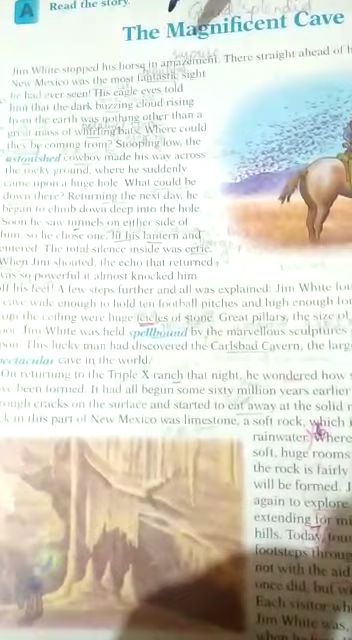 A Read the story
Good splendid
The Magnificent Cave
surprise
Jim White stopped his horse in amazement. There straight ahead of h
New Mexico was the most fantastic sight
he had ever seen! His eagle eyes told
him that the dark buzzing cloud rising
from the earth was nothing other than a
great mass of whirling bats. Where could
they be coming from? Stooping low, the
astonished cowboy made his way across
the rocky ground, where he suddenly
came upon a huge hole. What could be
down there? Returning the next day, he
began to climb down deep into the hole.
Soon he saw tunnels on either side of
him, so he chose one, lit his lantern and
entered. The total silence inside was eerie.
When Jim shouted, the echo that returned
was so powerful it almost knocked him
off his feet! A few steps further and all was explained: Jim White fou
cave wide enough to hold ten football pitches and high enough for
om the ceiling were huge icicles of stone. Great pillars, the size of
Jim White was held spellbound by the marvellous sculptures
This lucky man had discovered the Carlsbad Cavern, the larg
pectacular cave in the world.
On returning to the Triple X ranch that night, he wondered how
been formed. It had all begun some sixty million years earlier
rough cracks on the surface and started to eat away at the solid r
k in this part of New Mexico was limestone, a soft rock, which
rainwater. Where
soft, huge rooms
the rock is fairly
will be formed. J
again to explore
extending for mi
hills. Today, tour
footsteps throug
not with the aid
once did, but wi
Each visitor wh
Jim White was,
when